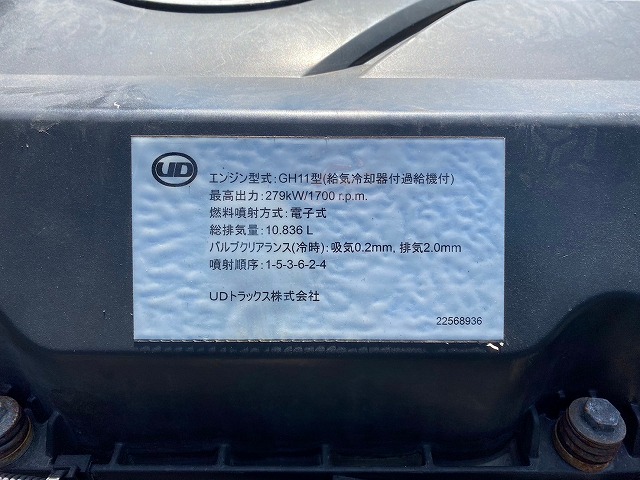 UD
エンジン型式：GH11型(給気冷却器付過給機付)
最高出力：279kW/1700 r.p.m.
燃料噴射方式：電子式
総排気量：10.836 L
バルブクリアランス(冷時)：吸気0.2mm, 排気2.0mm
噴射順序：1-5-3-6-2-4
UDトラックス株式会社
22568936